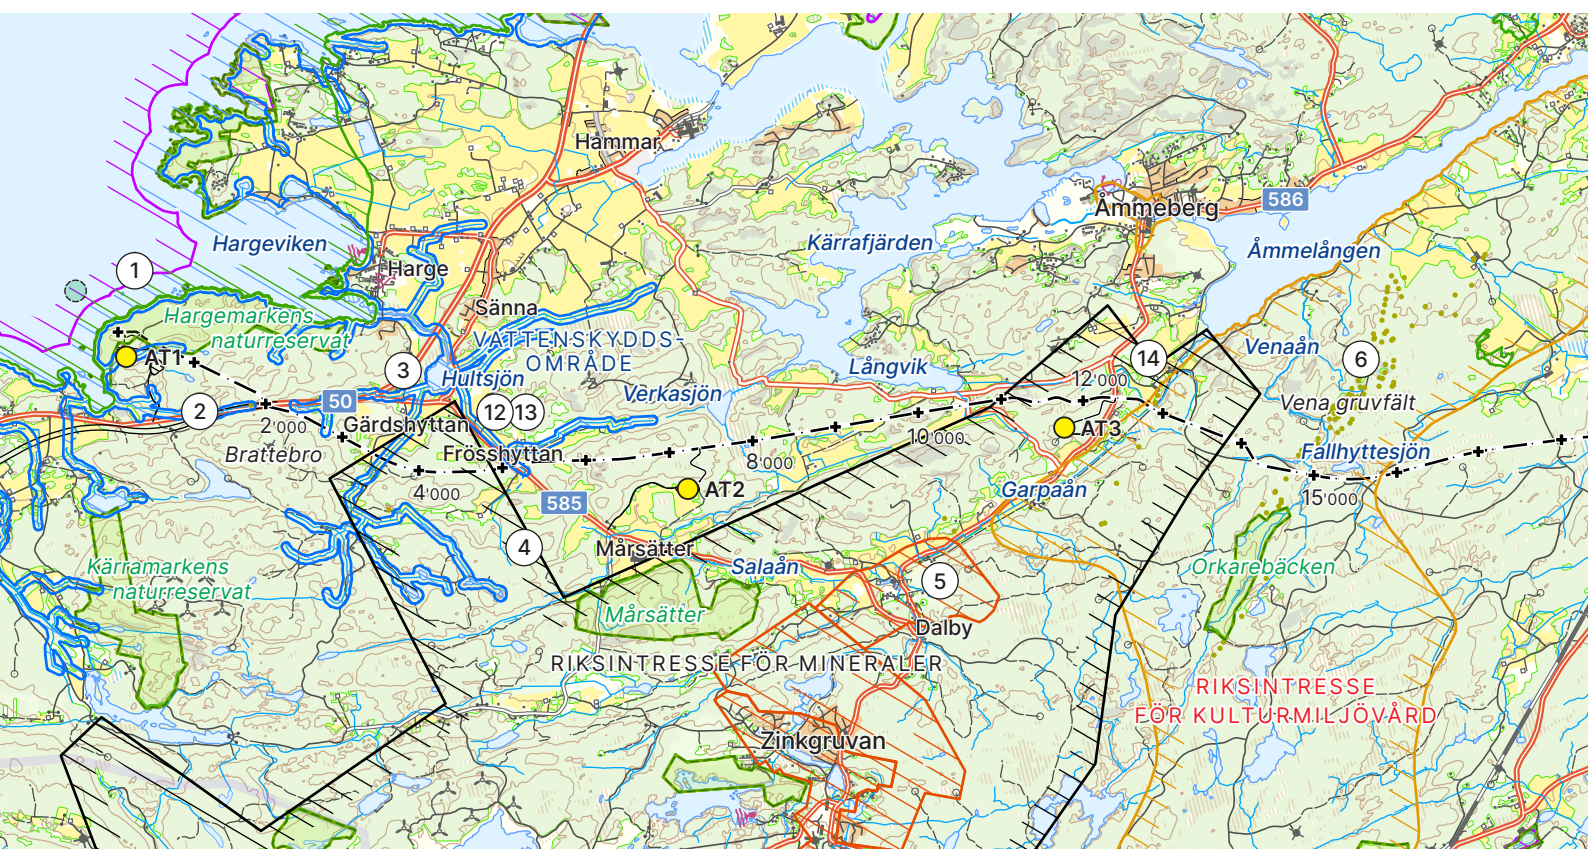 Hammar
586
Åmmeberg
Hargeviken
Kärrafjärden
Åmmelången
1
Harge
Sänna
Hargemarkens
naturreservat
VATTENSKYDDS-
OMRÅDE
Venaån
AT1
14
6
3
Långvik
Hultsjön
12'000
Verkasjön
50
2
12
13
Vena gruvfält
2'000
Gärdshyttan
AT3
10'000
Brattebro
Frösshyttan
Fallhyttesjön
8'000
4'000
AT2
Garpaån
15'000
585
4
Mårsätter
Kärramarkens
naturreservat
Salaån
Orkarebäcken
5
Mårsätter
Dalby
RIKSINTRESSE FÖR MINERALER
RIKSINTRESSE
FÖR KULTURMILJÖVÅRD
Zinkgruvan